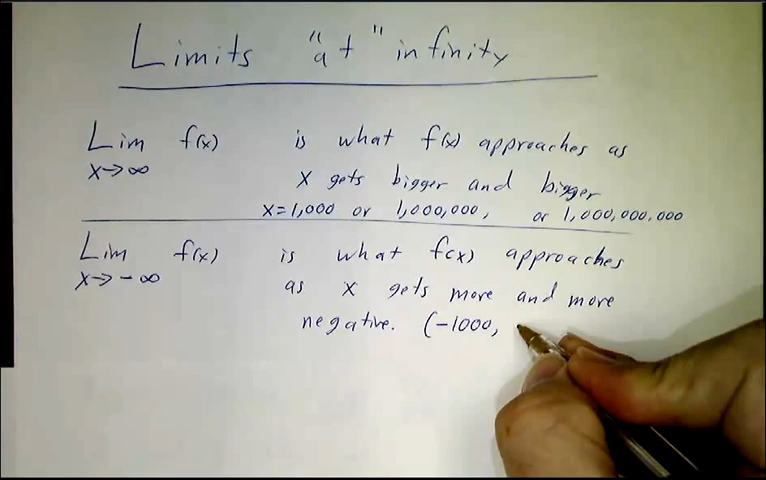 Limits "at" infinity
Lim f(x) is what f(x) approaches as
x→∞ x gets bigger and bigger
x=1,000 or 1,000,000, or 1,000,000,000
Lim f(x) is what f(x) approaches
x→-∞ as x gets more and more
negative. (-1000,